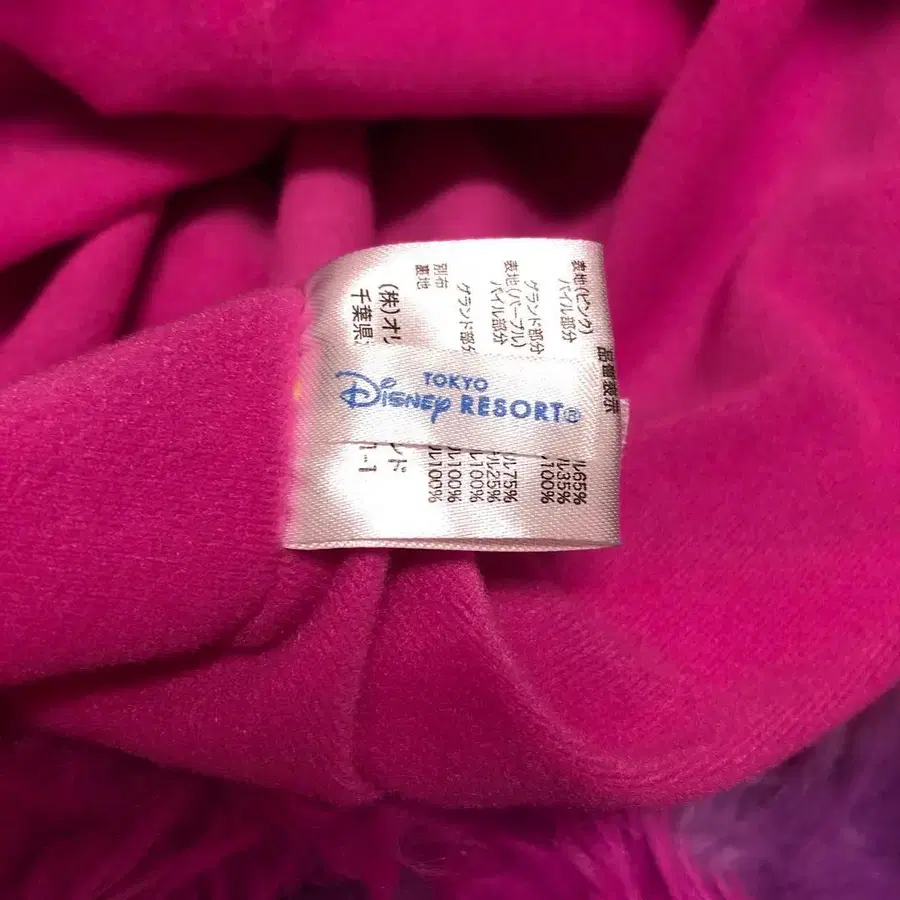 品質表示
表地(ピンク)
パイル部分
グランド部分
表地(パープル)
パイル部分
グランド部分
別布
裏地
(株)オリ
千葉県
TOKYO
Disney RESORT®
ル65%
ル35%
ル100%
ル75%
ル25%
ル100%
ル100%
ル100%
ンド
1-1